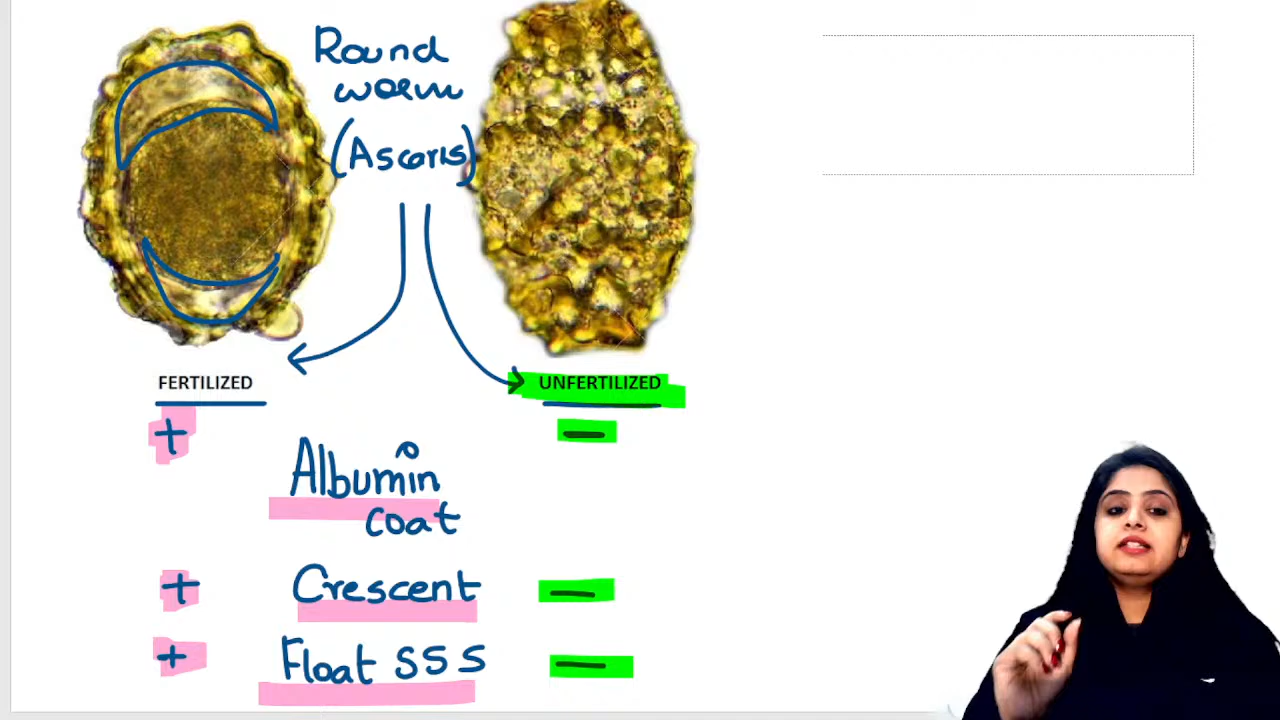 Round
worm
(Ascaris)
FERTILIZED UNFERTILIZED
+ −
Albumin
coat
+ Crescent −
+ Float SSS −